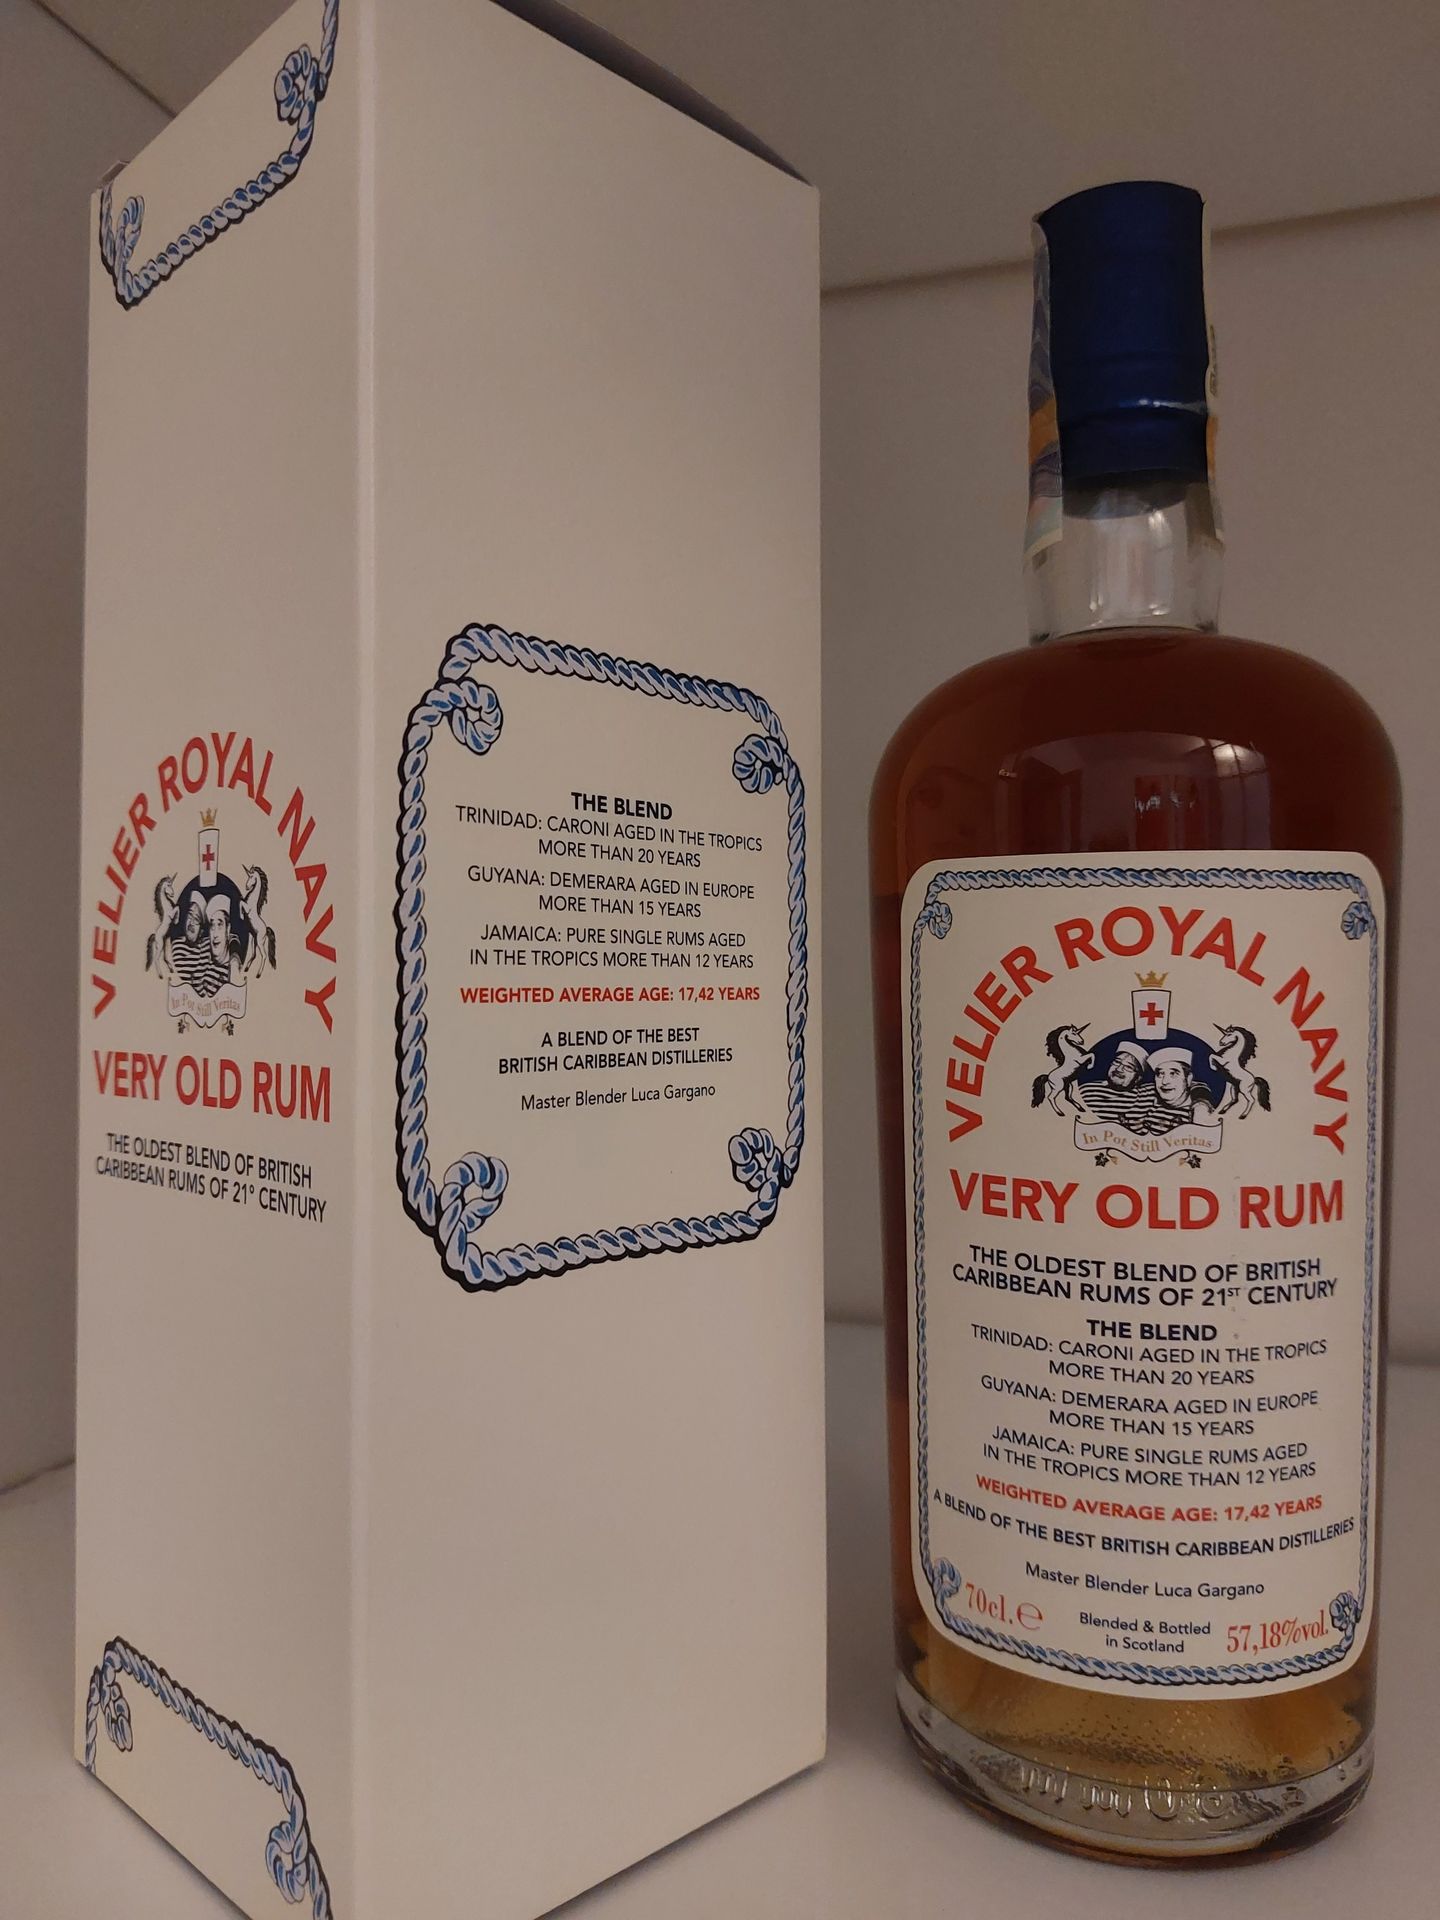 VELIER ROYAL NAVY
In Pot Still Veritas
VERY OLD RUM
THE OLDEST BLEND OF BRITISH
CARIBBEAN RUMS OF 21° CENTURY
THE BLEND
TRINIDAD: CARONI AGED IN THE TROPICS
MORE THAN 20 YEARS
GUYANA: DEMERARA AGED IN EUROPE
MORE THAN 15 YEARS
JAMAICA: PURE SINGLE RUMS AGED
IN THE TROPICS MORE THAN 12 YEARS
WEIGHTED AVERAGE AGE: 17,42 YEARS
A BLEND OF THE BEST
BRITISH CARIBBEAN DISTILLERIES
Master Blender Luca Gargano
VELIER ROYAL NAVY
In Pot Still Veritas
VERY OLD RUM
THE OLDEST BLEND OF BRITISH
CARIBBEAN RUMS OF 21ST CENTURY
THE BLEND
TRINIDAD: CARONI AGED IN THE TROPICS
MORE THAN 20 YEARS
GUYANA: DEMERARA AGED IN EUROPE
MORE THAN 15 YEARS
JAMAICA: PURE SINGLE RUMS AGED
IN THE TROPICS MORE THAN 12 YEARS
WEIGHTED AVERAGE AGE: 17,42 YEARS
A BLEND OF THE BEST BRITISH CARIBBEAN DISTILLERIES
Master Blender Luca Gargano
70cl. ℮
Blended & Bottled
in Scotland
57,18%vol.